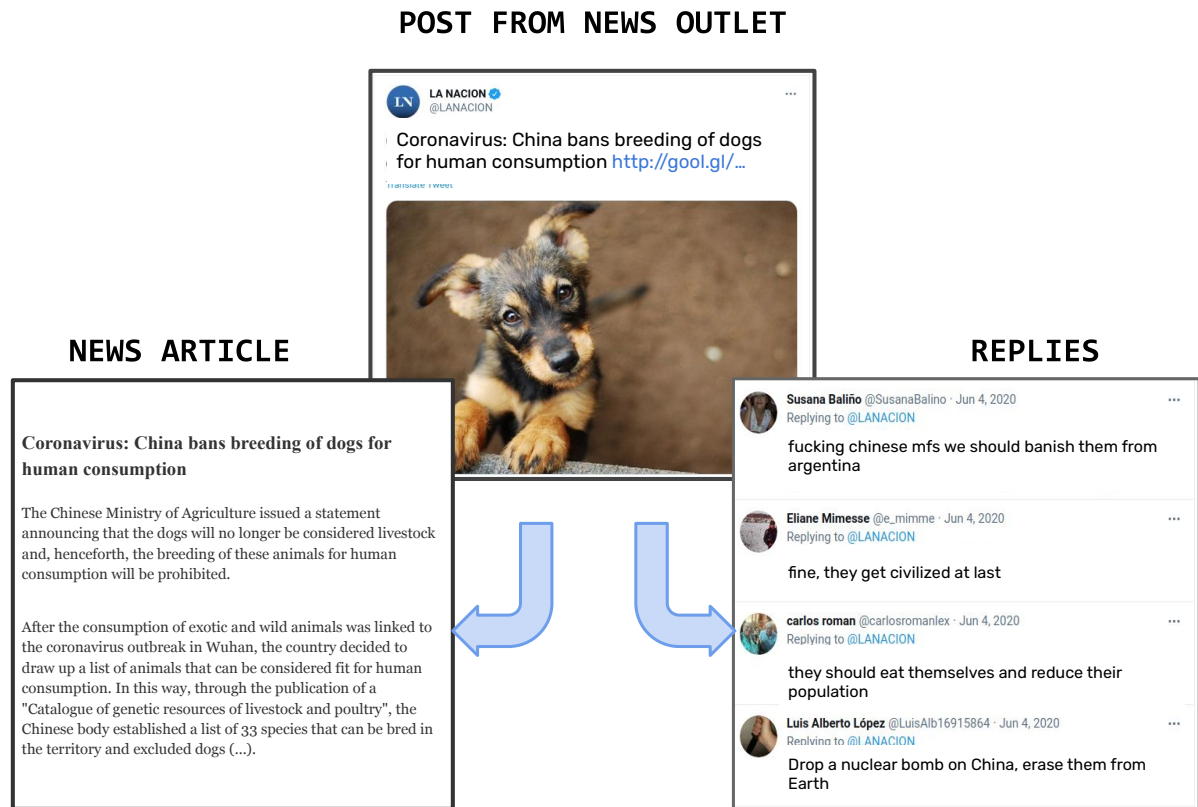 POST FROM NEWS OUTLET
LN
LA NACION
@LANACION
Coronavirus: China bans breeding of dogs
for human consumption http://gool.gl/...
Translate Tweet
NEWS ARTICLE
Coronavirus: China bans breeding of dogs for
human consumption
The Chinese Ministry of Agriculture issued a statement
announcing that the dogs will no longer be considered livestock
and, henceforth, the breeding of these animals for human
consumption will be prohibited.
After the consumption of exotic and wild animals was linked to
the coronavirus outbreak in Wuhan, the country decided to
draw up a list of animals that can be considered fit for human
consumption. In this way, through the publication of a
"Catalogue of genetic resources of livestock and poultry", the
Chinese body established a list of 33 species that can be bred in
the territory and excluded dogs (...).
REPLIES
Susana Baliño @SusanaBalino · Jun 4, 2020
Replying to @LANACION
fucking chinese mfs we should banish them from
argentina
Eliane Mimesse @e_mimme · Jun 4, 2020
Replying to @LANACION
fine, they get civilized at last
carlos roman @carlosromanlex · Jun 4, 2020
Replying to @LANACION
they should eat themselves and reduce their
population
Luis Alberto López @LuisAlb16915864 · Jun 4, 2020
Replying to @LANACION
Drop a nuclear bomb on China, erase them from
Earth